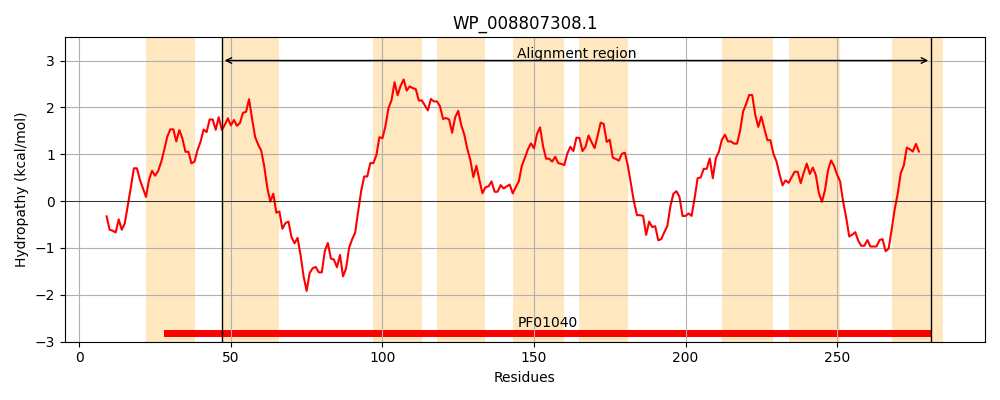 WP_008807308.1
Alignment region
Hydropathy (kcal/mol)
3
2
1
0
−1
−2
−3
PF01040
0 50 100 150 200 250
Residues